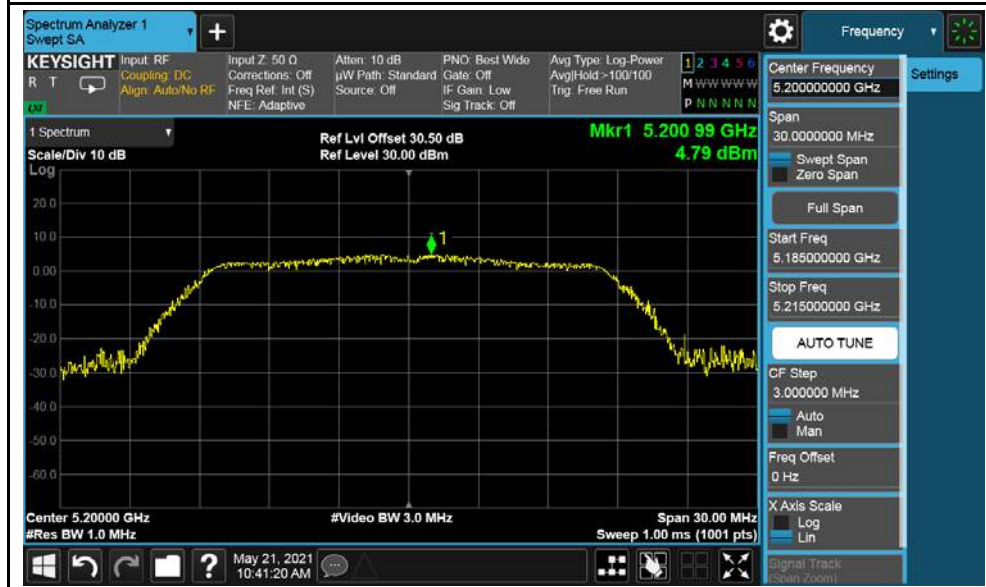 Spectrum Analyzer 1
Swept SA
+
Frequency
KEYSIGHT
R T
Input: RF
Coupling: DC
Align: Auto/No RF
Input Z: 50 Ω
Corrections: Off
Freq Ref: Int (S)
NFE: Adaptive
Atten: 10 dB
µW Path: Standard
Source: Off
PNO: Best Wide
Gate: Off
IF Gain: Low
Sig Track: Off
Avg Type: Log-Power
Avg|Hold:>100/100
Trig: Free Run
1 2 3 4 5 6
M W W W W W
P N N N N N
Center Frequency
5.200000000 GHz
Settings
Span
30.0000000 MHz
Swept Span
Zero Span
Full Span
Start Freq
5.185000000 GHz
Stop Freq
5.215000000 GHz
AUTO TUNE
CF Step
3.000000 MHz
Auto
Man
Freq Offset
0 Hz
X Axis Scale
Log
Lin
Signal Track
(Span Zoom)
1 Spectrum
Scale/Div 10 dB
Log
Ref Lvl Offset 30.50 dB
Ref Level 30.00 dBm
Mkr1 5.200 99 GHz
4.79 dBm
20.0
10.0
1
0.00
-10.0
-20.0
-30.0
-40.0
-50.0
-60.0
Center 5.20000 GHz
#Res BW 1.0 MHz
#Video BW 3.0 MHz
Span 30.00 MHz
Sweep 1.00 ms (1001 pts)
?
May 21, 2021
10:41:20 AM